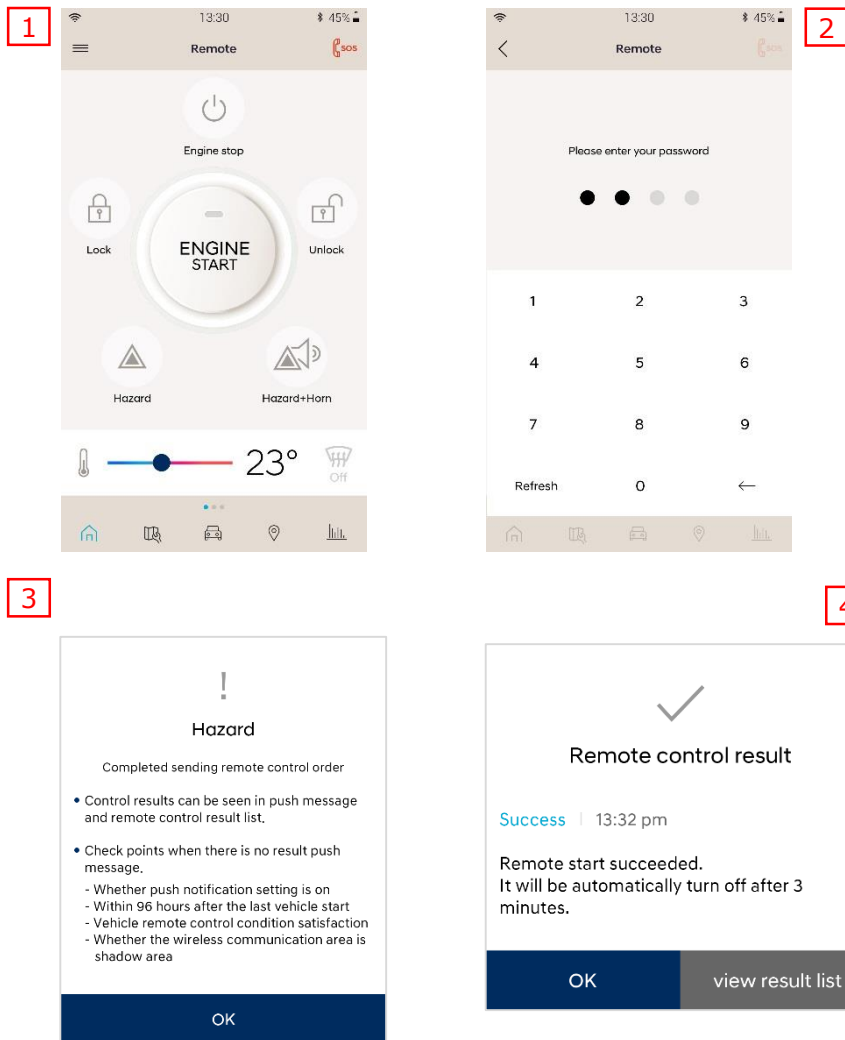 1
13:30
45%
Remote
SOS
Engine stop
Lock
ENGINE
START
Unlock
Hazard
Hazard+Horn
23°
Off
2
13:30
45%
Remote
SOS
Please enter your password
1 2 3
4 5 6
7 8 9
Refresh 0
3
!
Hazard
Completed sending remote control order
• Control results can be seen in push message
and remote control result list.
• Check points when there is no result push
message.
- Whether push notification setting is on
- Within 96 hours after the last vehicle start
- Vehicle remote control condition satisfaction
- Whether the wireless communication area is
shadow area
OK
4
Remote control result
Success | 13:32 pm
Remote start succeeded.
It will be automatically turn off after 3
minutes.
OK
view result list